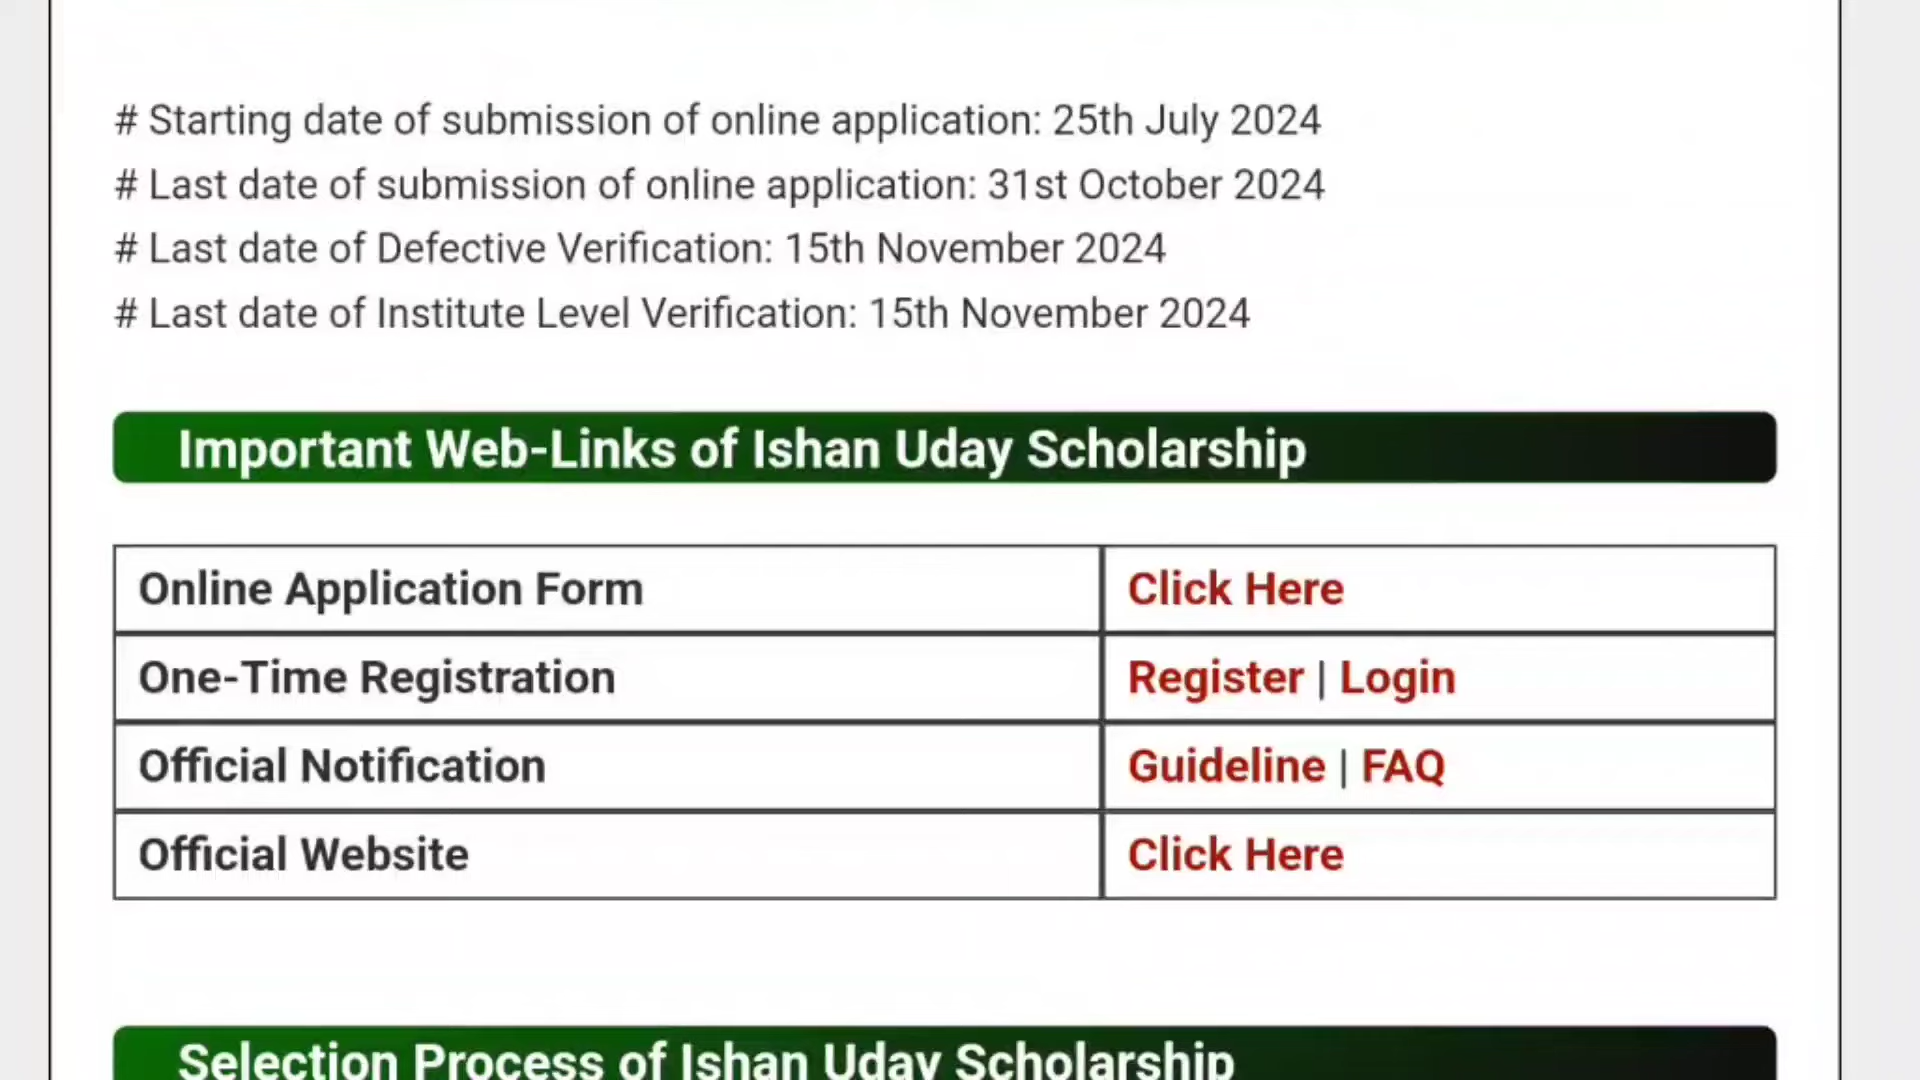 # Starting date of submission of online application: 25th July 2024
# Last date of submission of online application: 31st October 2024
# Last date of Defective Verification: 15th November 2024
# Last date of Institute Level Verification: 15th November 2024
Important Web-Links of Ishan Uday Scholarship
Online Application Form Click Here
One-Time Registration Register | Login
Official Notification Guideline | FAQ
Official Website Click Here
Selection Process of Ishan Uday Scholarship